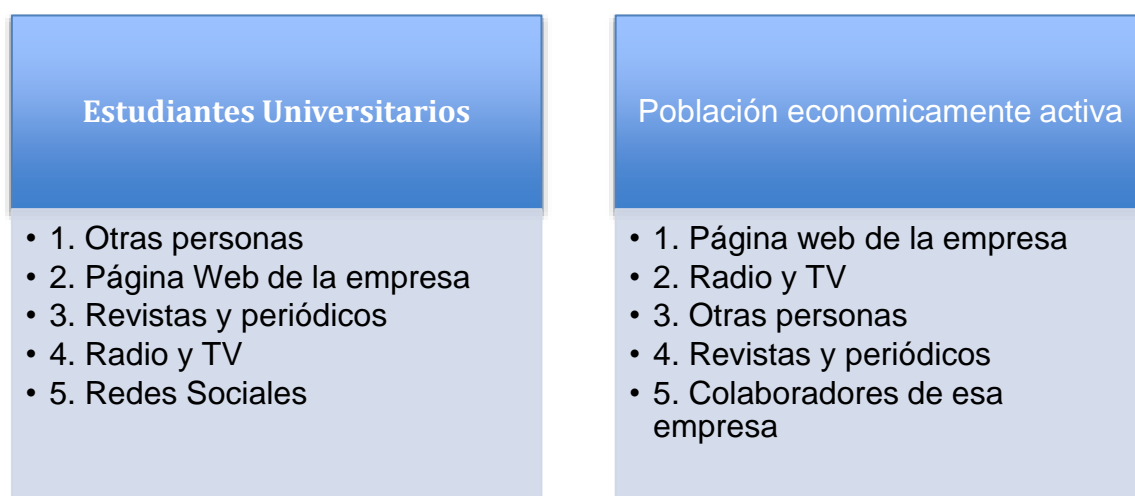 Estudiantes Universitarios
• 1. Otras personas
• 2. Página Web de la empresa
• 3. Revistas y periódicos
• 4. Radio y TV
• 5. Redes Sociales
Población economicamente activa
• 1. Página web de la empresa
• 2. Radio y TV
• 3. Otras personas
• 4. Revistas y periódicos
• 5. Colaboradores de esa
empresa